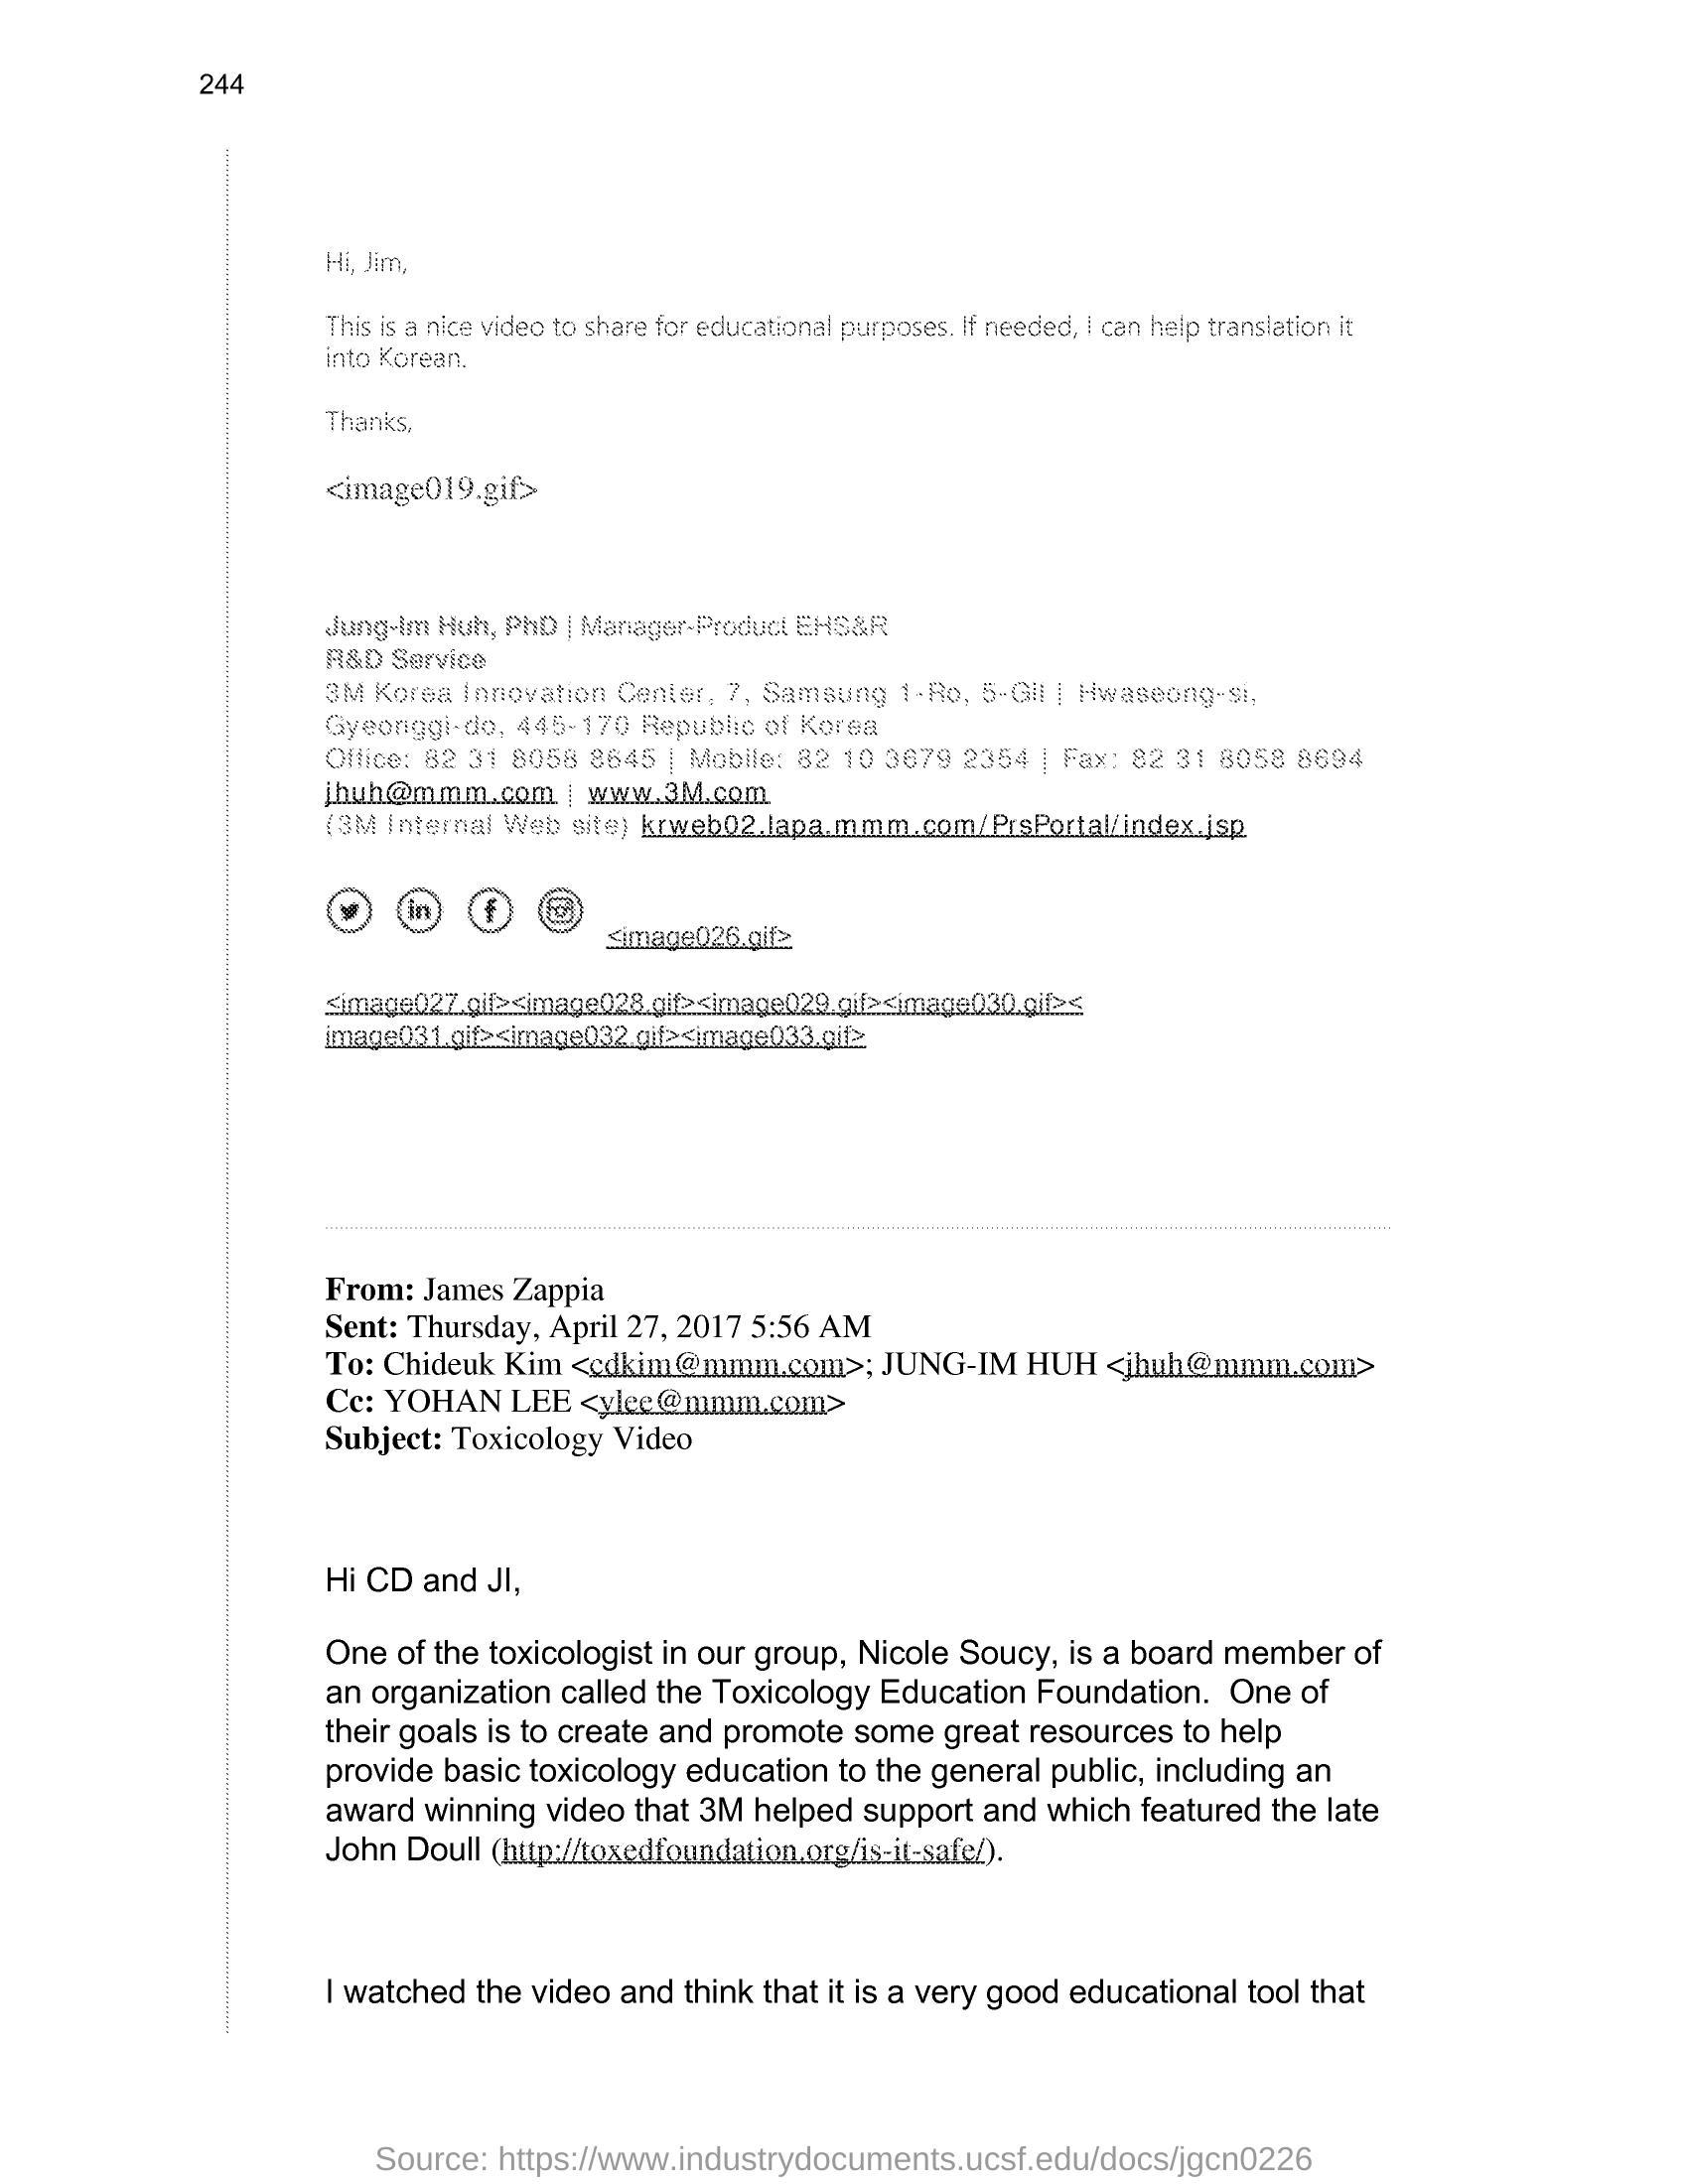 244
Hi, Jim,
This is a nice video to share for educational purposes. If needed, I can help translation it
into Korean.
Thanks,
<image019.gif>
Jung-Im Huh, PhD | Manager-Product EHS&R
R&D Service
3M Korea Innovation Center, 7, Samsung 1-Ro, 5-Gil | Hwaseong-si,
Gyeonggi-do, 445-170 Republic of Korea
Office: 82 31 8058 8645 | Mobile: 82 10 3679 2354 | Fax: 82 31 8058 8694
jhuh@mmm.com | www.3M.com
(3M Internal Web site) krweb02.lapa.mmm.com/PrsPortal/index.jsp
in f
<image026.gif>
<image027.gif><image028.gif><image029.gif><image030.gif><
image031.gif><image032.gif><image033.gif>
From: James Zappia
Sent: Thursday, April 27, 2017 5:56 AM
To: Chideuk Kim <cdkim@mmm.com>; JUNG-IM HUH <jhuh@mmm.com>
Cc: YOHAN LEE <ylee@mmm.com>
Subject: Toxicology Video
Hi CD and JI,
One of the toxicologist in our group, Nicole Soucy, is a board member of
an organization called the Toxicology Education Foundation.  One of
their goals is to create and promote some great resources to help
provide basic toxicology education to the general public, including an
award winning video that 3M helped support and which featured the late
John Doull (http://toxedfoundation.org/is-it-safe/).
I watched the video and think that it is a very good educational tool that
Source: https://www.industrydocuments.ucsf.edu/docs/jgcn0226